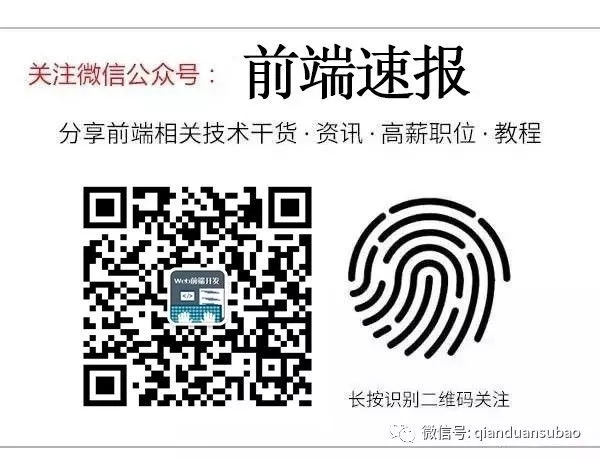 关注微信公众号： 前端速报
分享前端相关技术干货 · 资讯 · 高薪职位 · 教程
Web前端开发
</>
长按识别二维码关注
微信号: qianduansubao